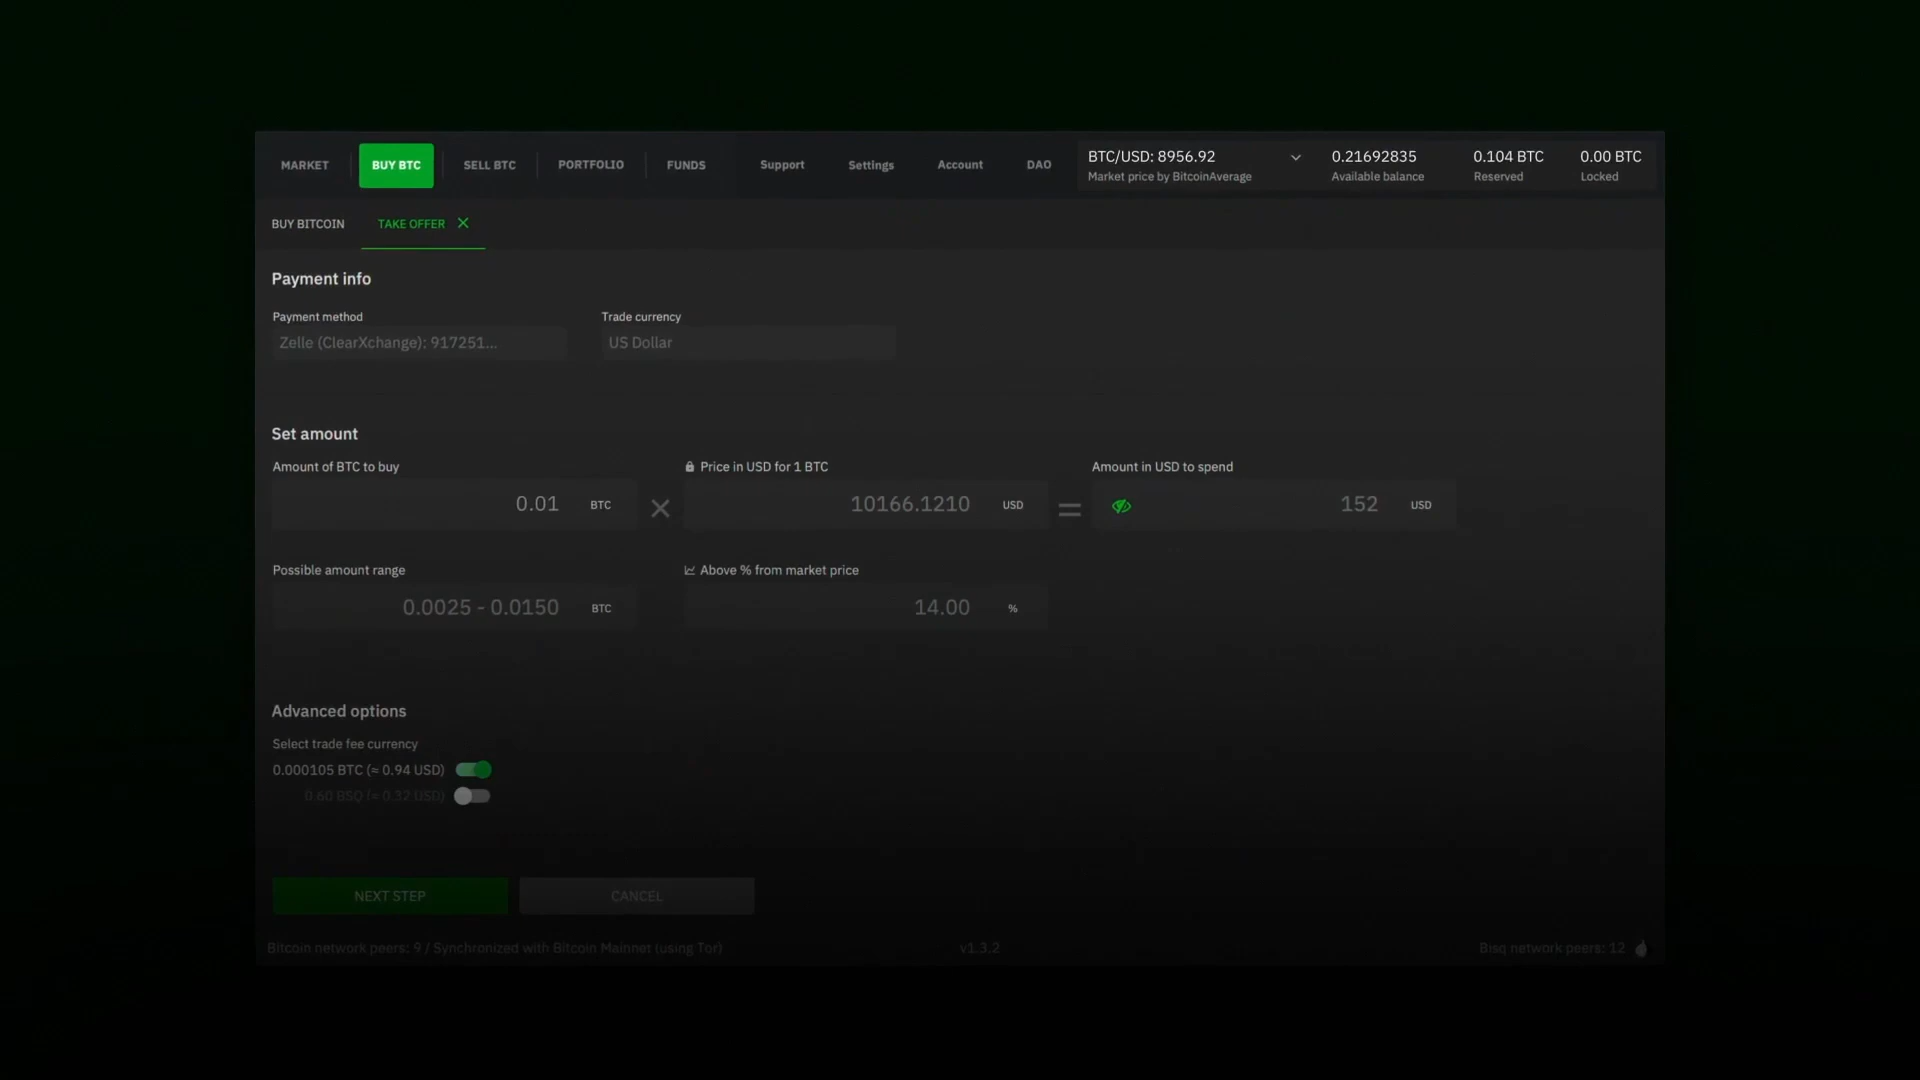 MARKET BUY BTC SELL BTC PORTFOLIO FUNDS Support Settings Account DAO BTC/USD: 8956.92 0.21692835 0.104 BTC 0.00 BTC
Market price by BitcoinAverage Available balance Reserved Locked
BUY BITCOIN TAKE OFFER
Payment info
Payment method Trade currency
Zelle (ClearXchange): 917251... US Dollar
Set amount
Amount of BTC to buy Price in USD for 1 BTC Amount in USD to spend
0.01 BTC 10166.1210 USD = 152 USD
Possible amount range Above % from market price
0.0025 - 0.0150 BTC 14.00 %
Advanced options
Select trade fee currency
0.000105 BTC (≈ 0.94 USD)
0.60 BSQ (≈ 0.32 USD)
NEXT STEP CANCEL
Bitcoin network peers: 9 / Synchronized with Bitcoin Mainnet (using Tor) v1.3.2 Bisq network peers: 12